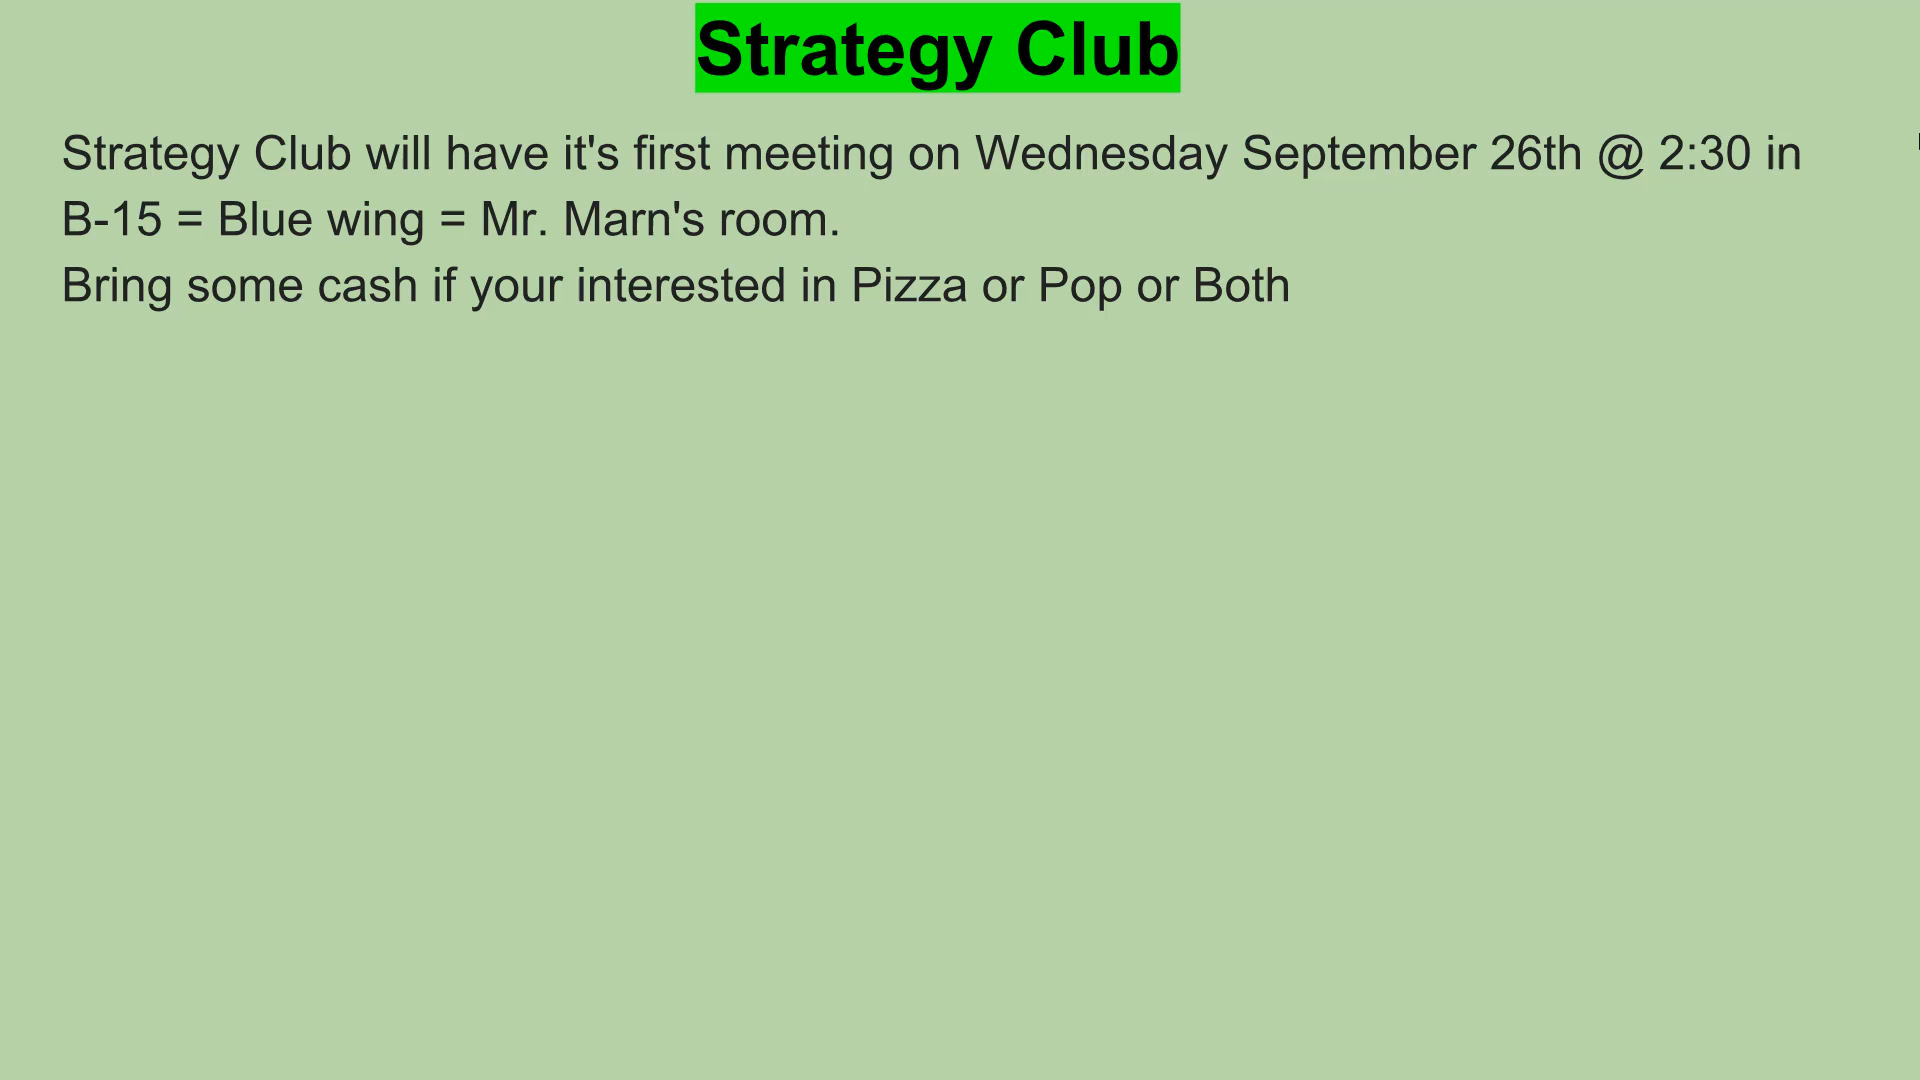 Strategy Club
Strategy Club will have it's first meeting on Wednesday September 26th @ 2:30 in
B-15 = Blue wing = Mr. Marn's room.
Bring some cash if your interested in Pizza or Pop or Both